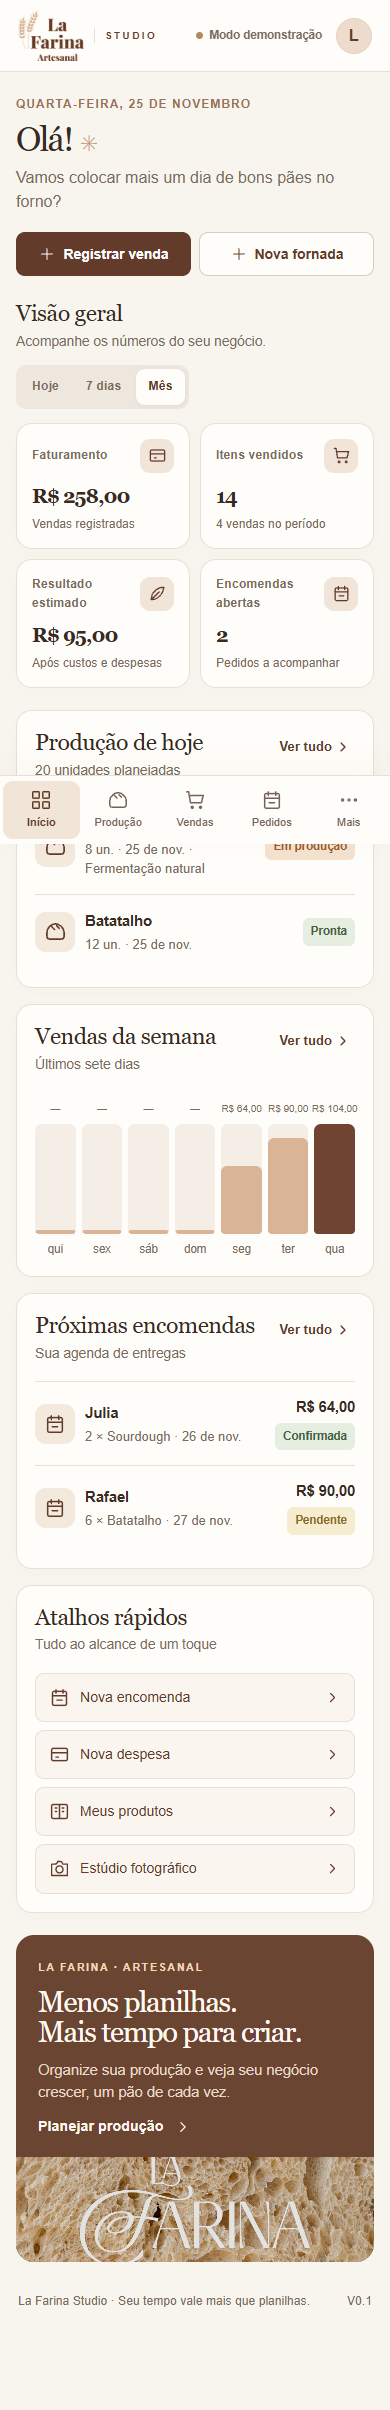 La
Farina
Artesanal
STUDIO
Modo demonstração
L
QUARTA-FEIRA, 25 DE NOVEMBRO
Olá!
Vamos colocar mais um dia de bons pães no
forno?
Registrar venda
Nova fornada
Visão geral
Acompanhe os números do seu negócio.
Hoje
7 dias
Mês
Faturamento
R$ 258,00
Vendas registradas
Itens vendidos
14
4 vendas no período
Resultado
estimado
R$ 95,00
Após custos e despesas
Encomendas
abertas
2
Pedidos a acompanhar
Produção de hoje
Ver tudo
20 unidades planejadas
Início
Produção
Vendas
Pedidos
Mais
8 un. · 25 de nov. ·
Fermentação natural
Em produção
Batatalho
12 un. · 25 de nov.
Pronta
Vendas da semana
Ver tudo
Últimos sete dias
— — — — R$ 64,00 R$ 90,00 R$ 104,00
qui sex sáb dom seg ter qua
Próximas encomendas
Ver tudo
Sua agenda de entregas
Julia
2 × Sourdough · 26 de nov.
R$ 64,00
Confirmada
Rafael
6 × Batatalho · 27 de nov.
R$ 90,00
Pendente
Atalhos rápidos
Tudo ao alcance de um toque
Nova encomenda
Nova despesa
Meus produtos
Estúdio fotográfico
LA FARINA · ARTESANAL
Menos planilhas.
Mais tempo para criar.
Organize sua produção e veja seu negócio
crescer, um pão de cada vez.
Planejar produção
LA
FARINA
La Farina Studio · Seu tempo vale mais que planilhas.
V0.1